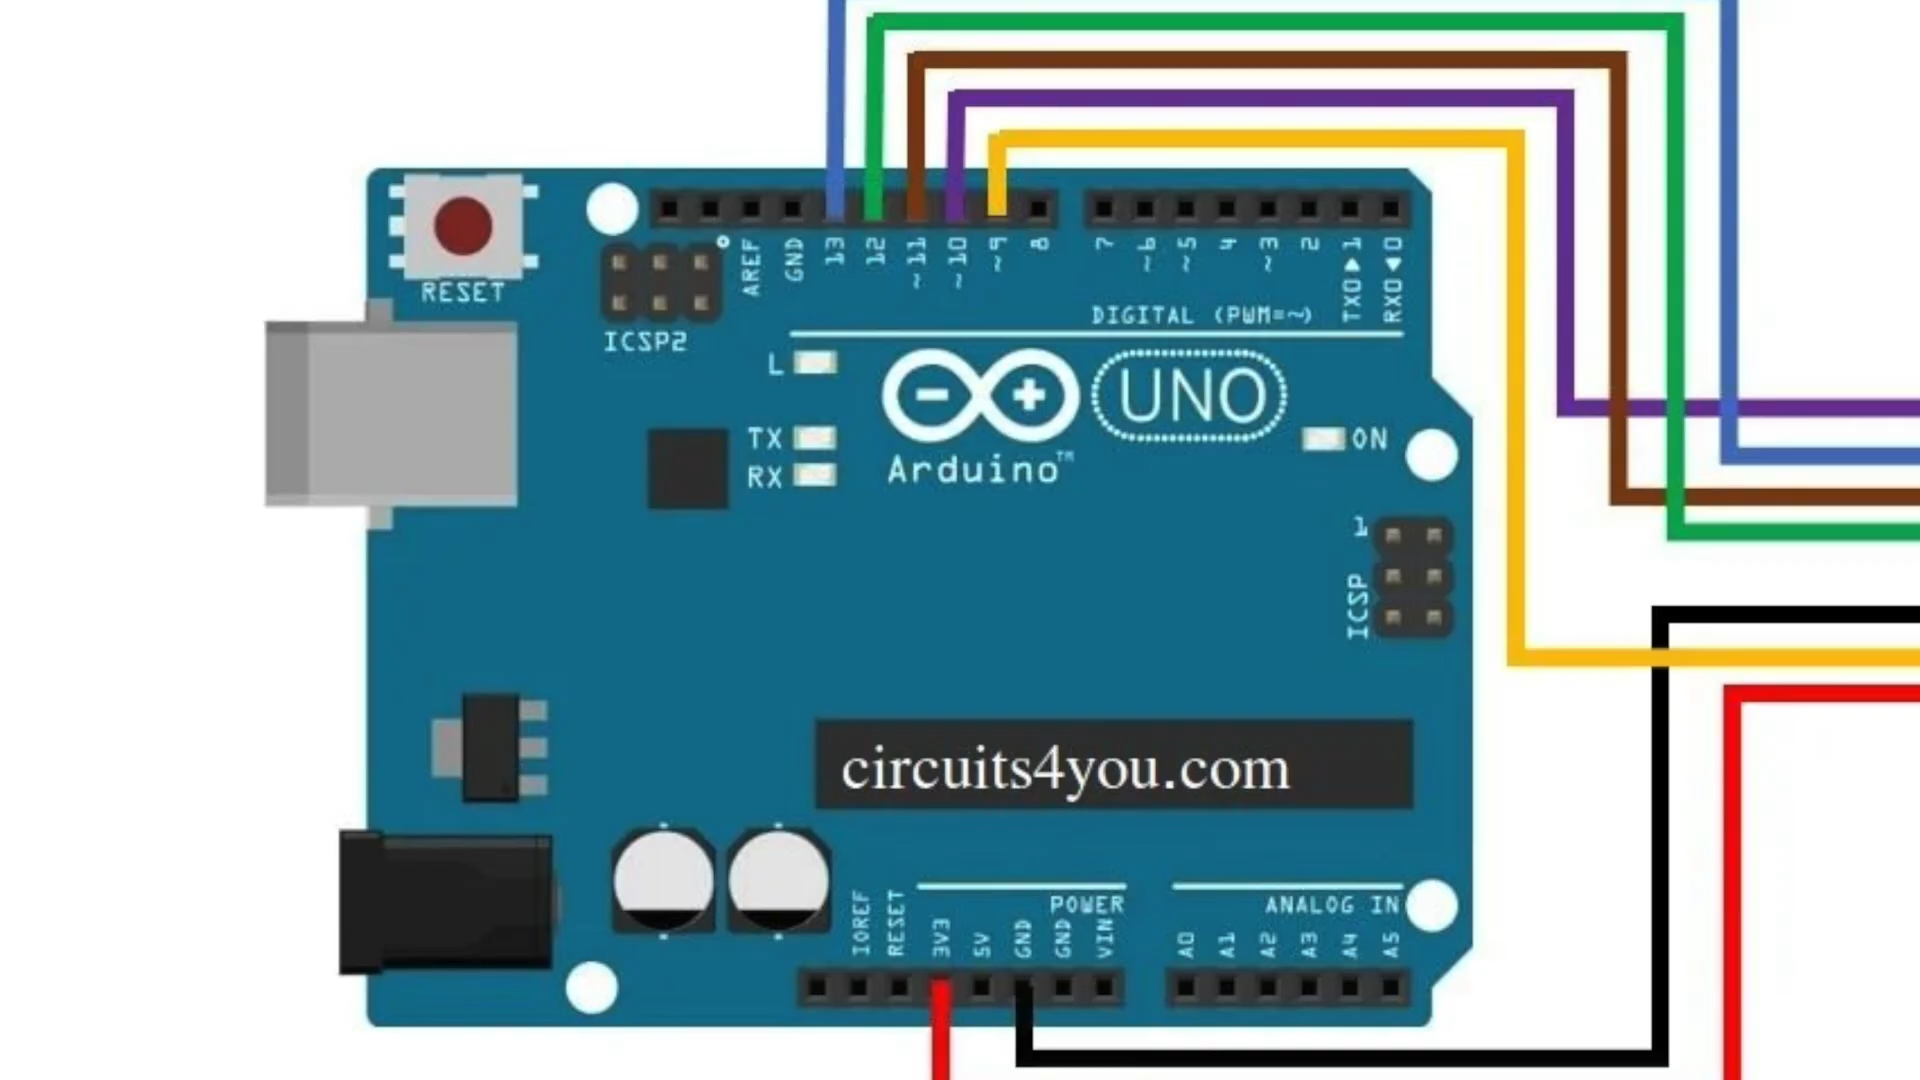 RESET
ICSP2
AREF
GND
13
12
~11
~10
~9
8
7
~6
~5
4
~3
2
TX0▶1
RX0◀0
DIGITAL (PWM=~)
L
TX
RX
UNO
Arduino™
ON
1
ICSP
circuits4you.com
POWER
ANALOG IN
IOREF
RESET
3V3
5V
GND
GND
VIN
A0
A1
A2
A3
A4
A5